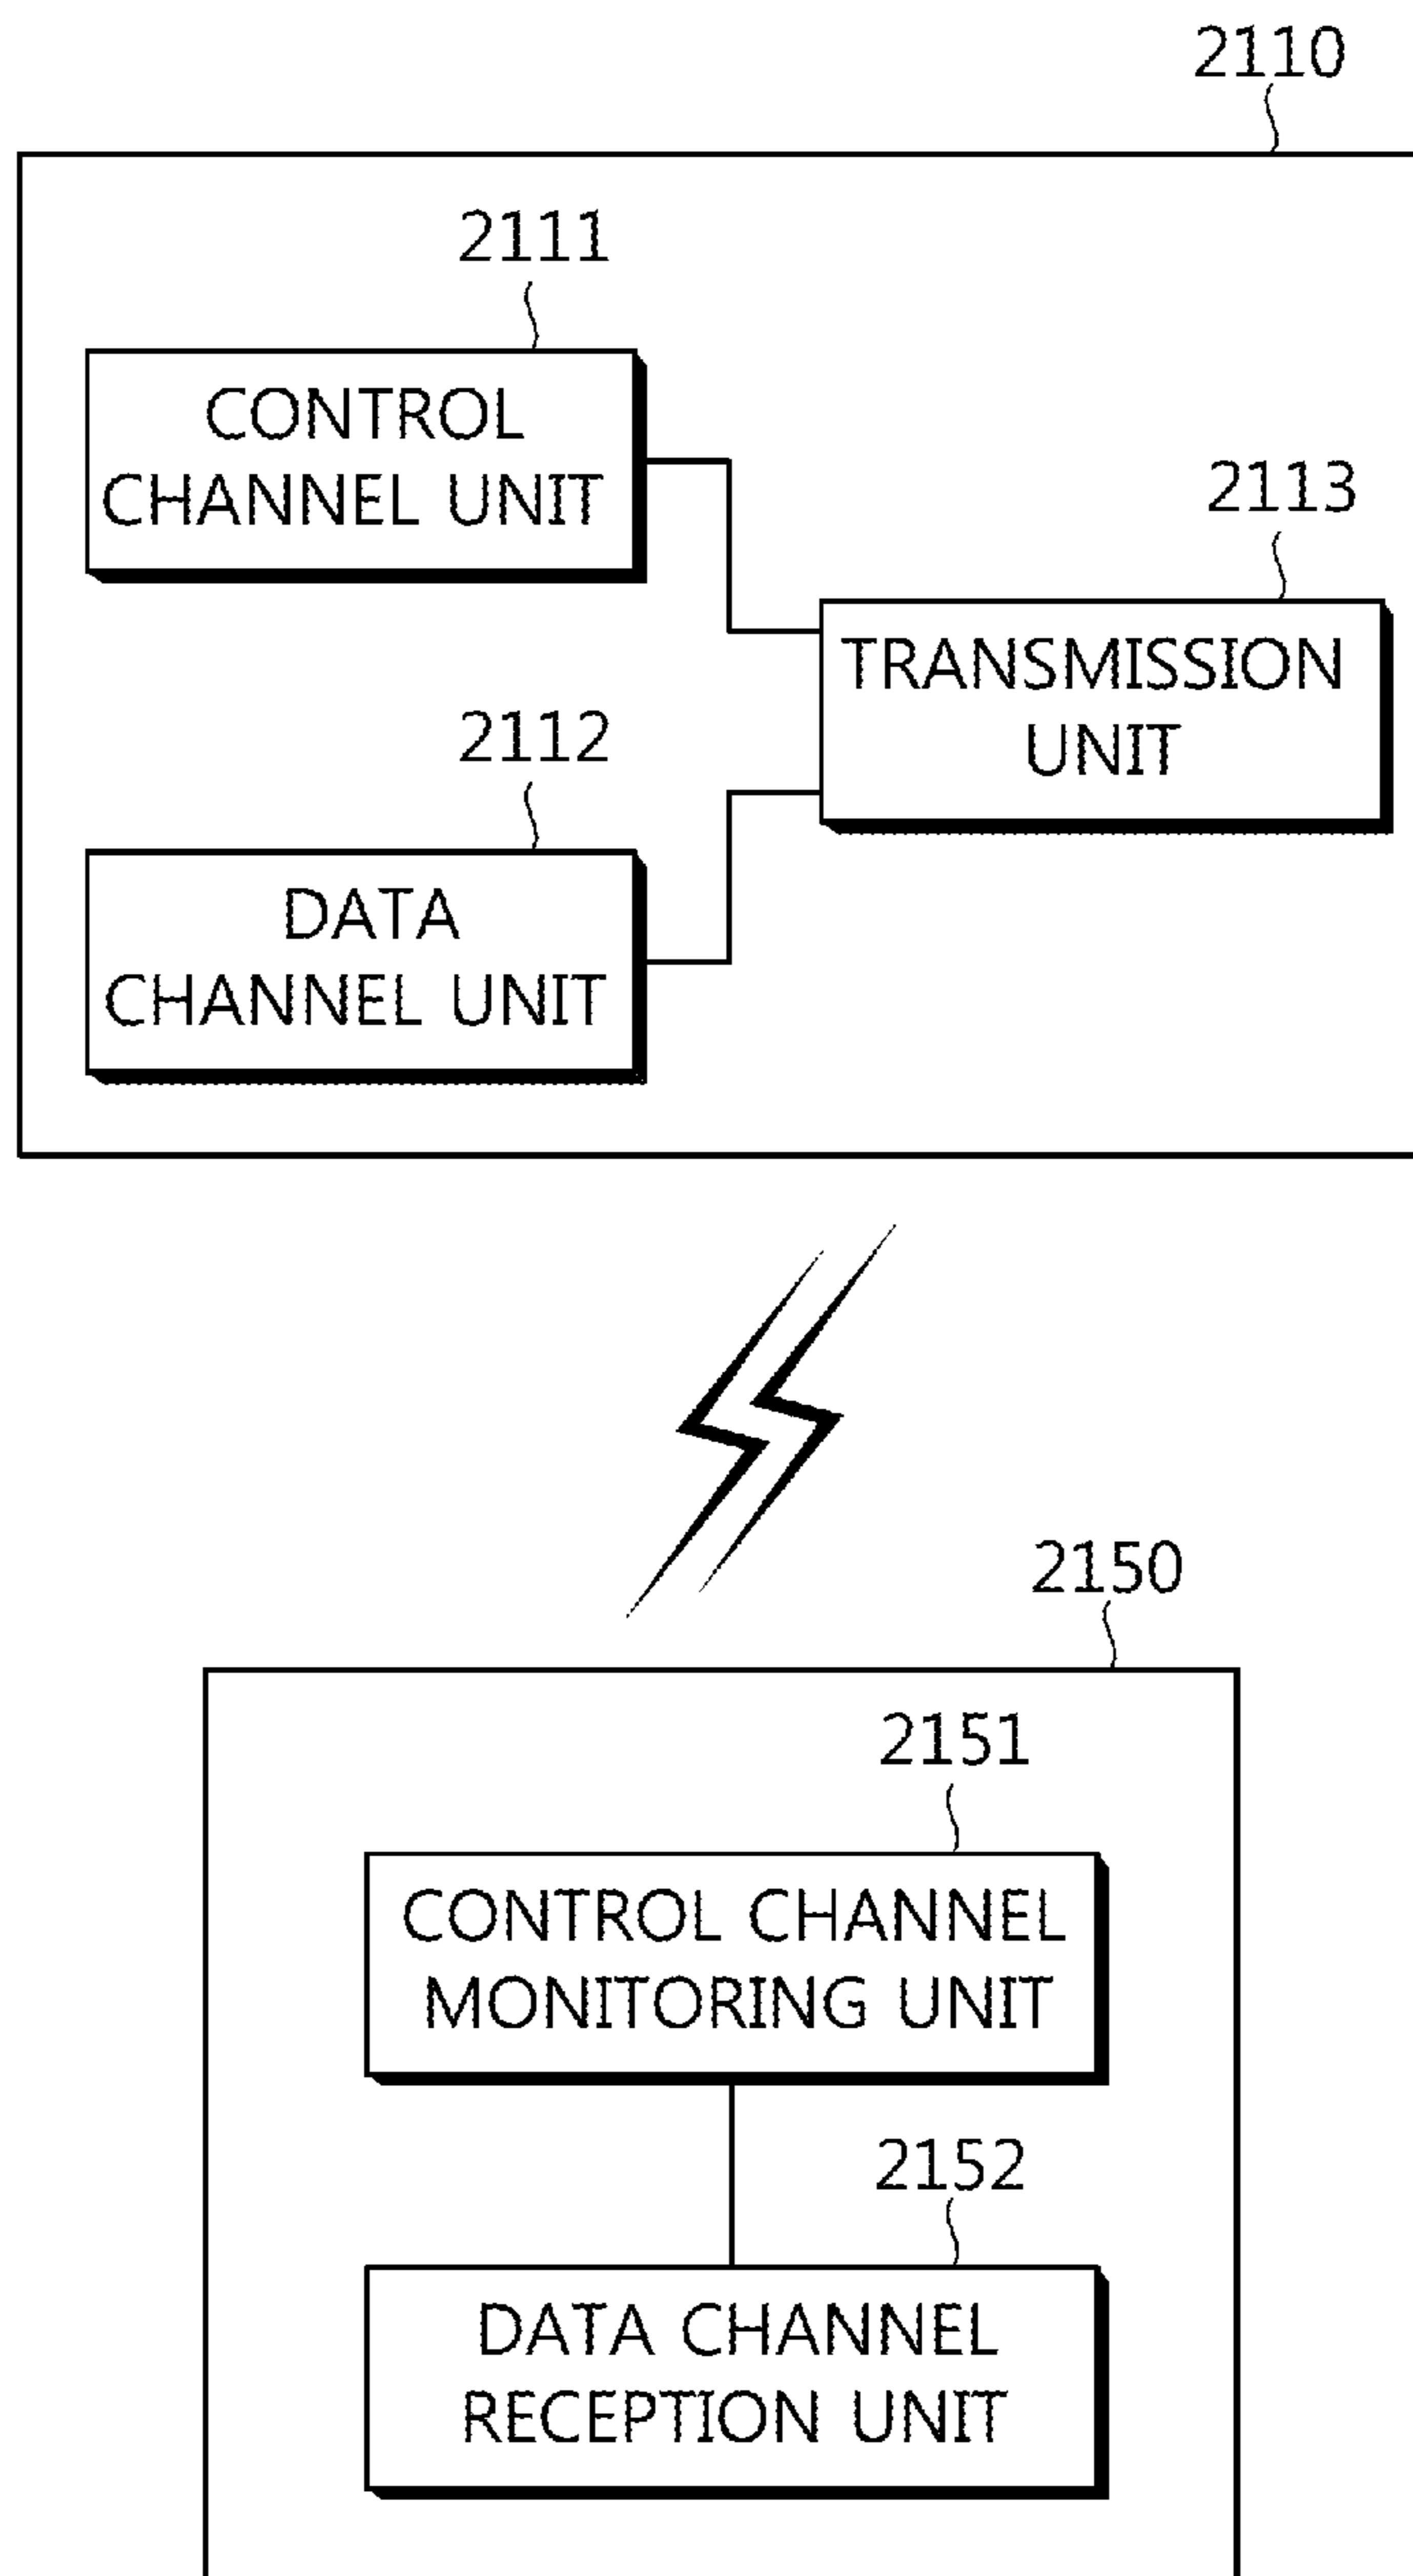 2110
2111
CONTROL
CHANNEL UNIT
2113
TRANSMISSION
UNIT
2112
DATA
CHANNEL UNIT
2150
2151
CONTROL CHANNEL
MONITORING UNIT
2152
DATA CHANNEL
RECEPTION UNIT